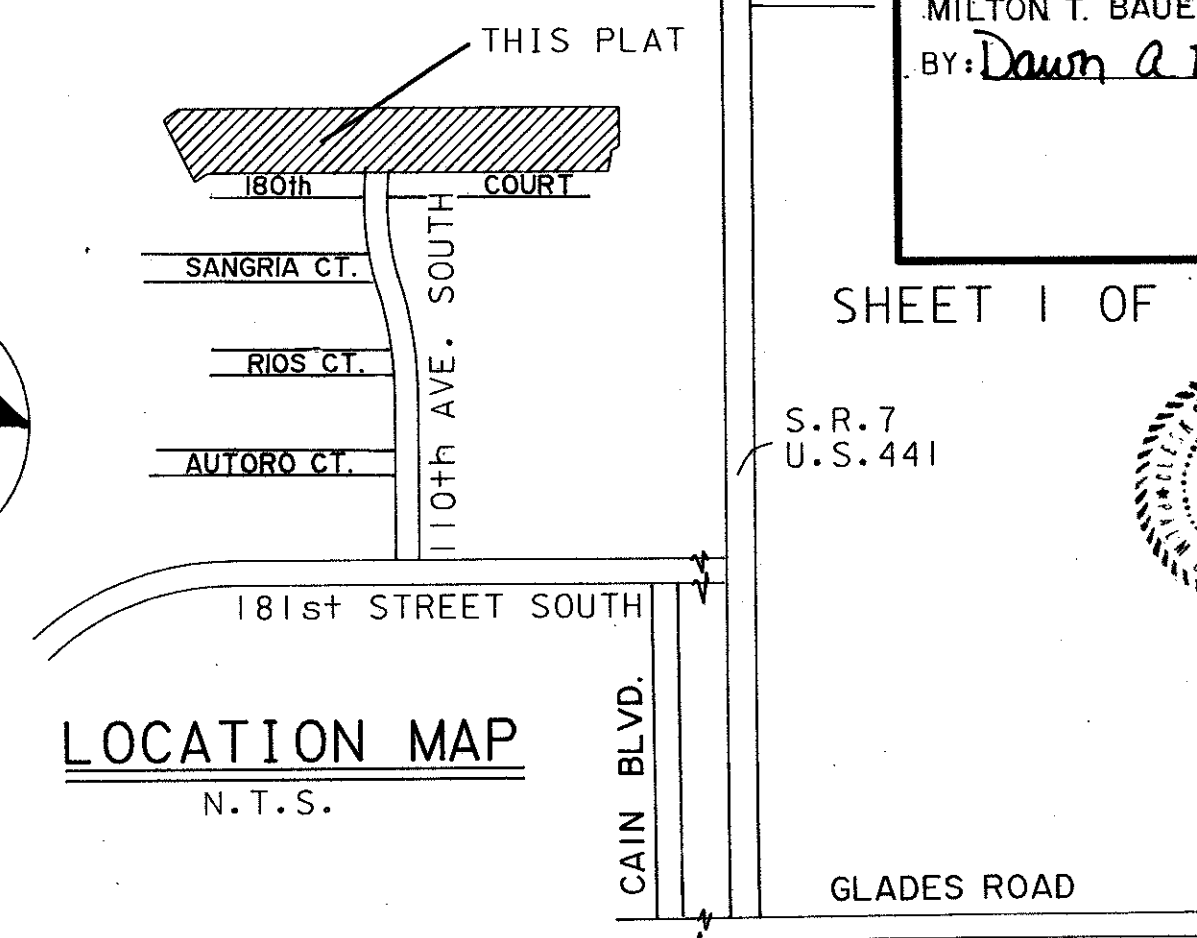 THIS PLAT
MILTON T. BAUE
BY: Dawn a
180th COURT
110th AVE. SOUTH
SANGRIA CT.
SHEET 1 OF
RIOS CT.
S.R.7
U.S.441
AUTORO CT.
CLERK
181st STREET SOUTH
CAIN BLVD.
LOCATION MAP
N.T.S.
GLADES ROAD